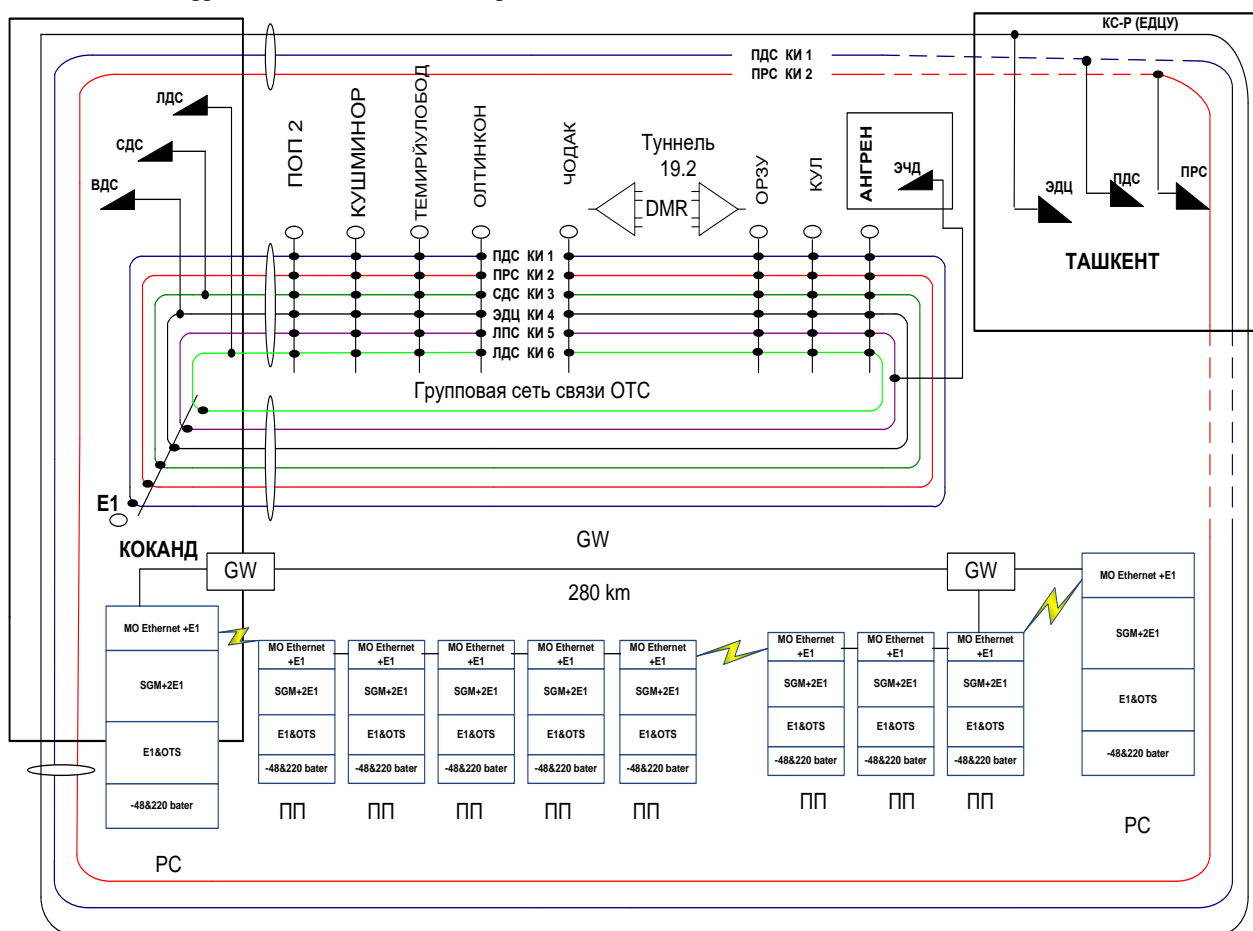 КС-Р (ЕДЦУ)
ПДС КИ 1
ПРС КИ 2
ЛДС
СДС
ВДС
ПОП 2
КУШМИНОР
ТЕМИРЙУЛОБОД
ОЛТИНКОН
ЧОДАК
Туннель
19.2
DMR
ОРЗУ
КУЛ
АНГРЕН
ЭЧД
ЭДЦ
ПДС
ПРС
ТАШКЕНТ
ПДС КИ 1
ПРС КИ 2
СДС КИ 3
ЭДЦ КИ 4
ЛПС КИ 5
ЛДС КИ 6
Групповая сеть связи ОТС
E1
КОКАНД
GW
GW
GW
280 km
MO Ethernet +E1
SGM+2E1
E1&OTS
-48&220 bater
РС
MO Ethernet
+E1
SGM+2E1
E1&OTS
-48&220 bater
ПП
MO Ethernet
+E1
SGM+2E1
E1&OTS
-48&220 bater
ПП
MO Ethernet
+E1
SGM+2E1
E1&OTS
-48&220 bater
ПП
MO Ethernet
+E1
SGM+2E1
E1&OTS
-48&220 bater
ПП
MO Ethernet
+E1
SGM+2E1
E1&OTS
-48&220 bater
ПП
MO Ethernet
+E1
SGM+2E1
E1&OTS
-48&220 bater
ПП
MO Ethernet
+E1
SGM+2E1
E1&OTS
-48&220 bater
ПП
MO Ethernet
+E1
SGM+2E1
E1&OTS
-48&220 bater
ПП
MO Ethernet +E1
SGM+2E1
E1&OTS
-48&220 bater
РС